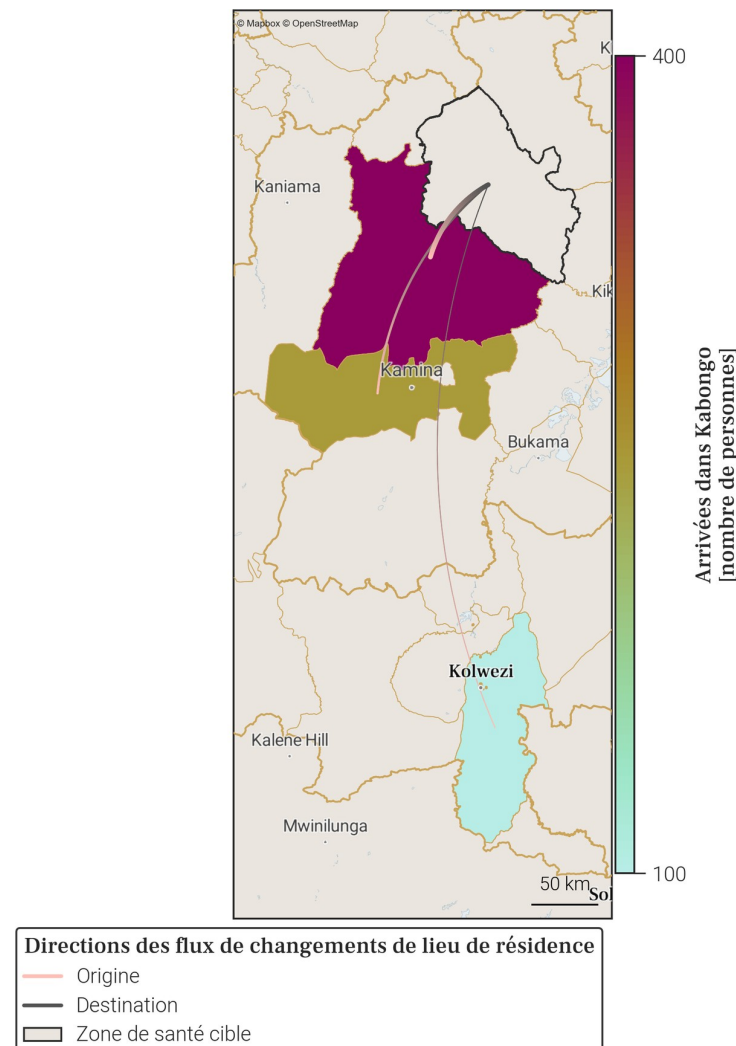 © Mapbox © OpenStreetMap
K
400
Kaniama
Kik
Kamina
Bukama
Arrivées dans Kabongo
[nombre de personnes]
Kolwezi
Kalene Hill
Mwinilunga
100
50 km
Sol
Directions des flux de changements de lieu de résidence
Origine
Destination
Zone de santé cible